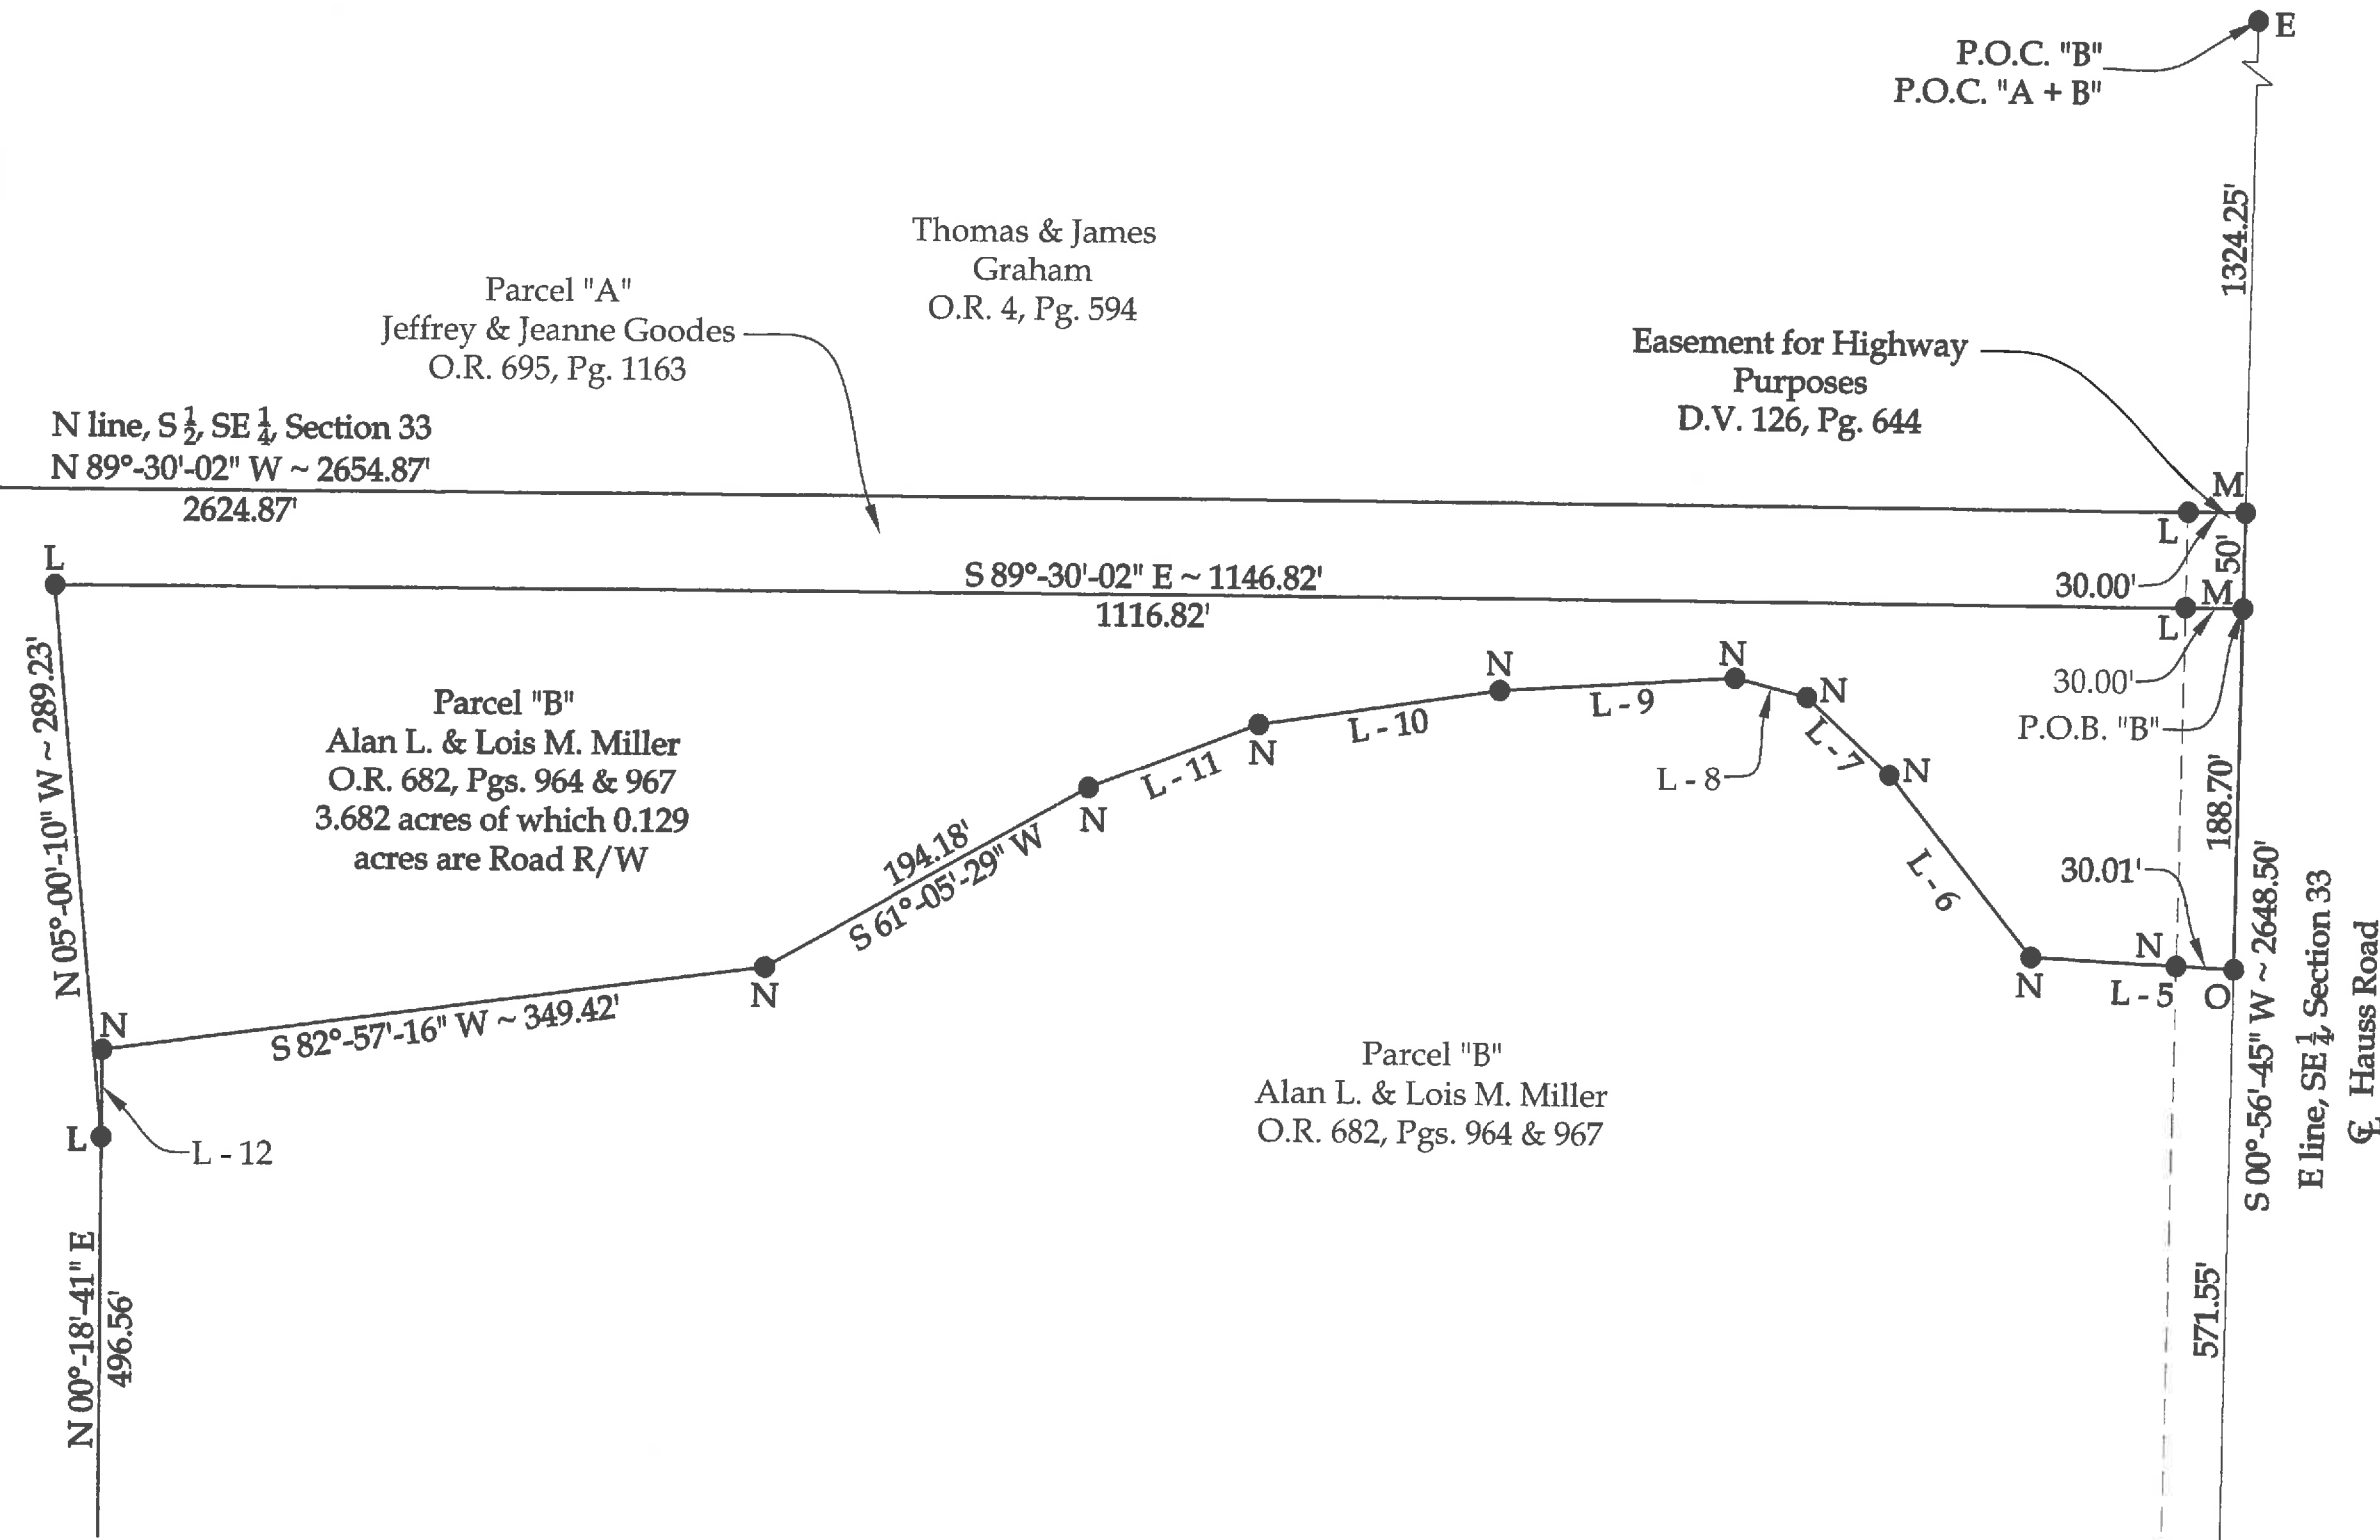 E
P.O.C. "B"
P.O.C. "A + B"
1324.25'
Thomas & James
Graham
O.R. 4, Pg. 594
Parcel "A"
Jeffrey & Jeanne Goodes
O.R. 695, Pg. 1163
Easement for Highway
Purposes
D.V. 126, Pg. 644
N line, S 1/2, SE 1/4, Section 33
N 89°-30'-02" W ~ 2654.87'
2624.87'
M
L
50'
30.00'
L
S 89°-30'-02" E ~ 1146.82'
1116.82'
M
L
30.00'
P.O.B. "B"
188.70'
N 05°-00'-10" W ~ 289.23'
Parcel "B"
Alan L. & Lois M. Miller
O.R. 682, Pgs. 964 & 967
3.682 acres of which 0.129
acres are Road R/W
N
N
N
L - 9
L - 10
N
L - 7
L - 8
N
L - 11
N
194.18'
S 61°-05'-29" W
L - 6
30.01'
N
N
L - 5
O
N
N
S 82°-57'-16" W ~ 349.42'
L
L - 12
Parcel "B"
Alan L. & Lois M. Miller
O.R. 682, Pgs. 964 & 967
S 00°-56'-45" W ~ 2648.50'
E line, SE 1/4, Section 33
℄ Hauss Road
N 00°-18'-41" E
496.56'
571.55'